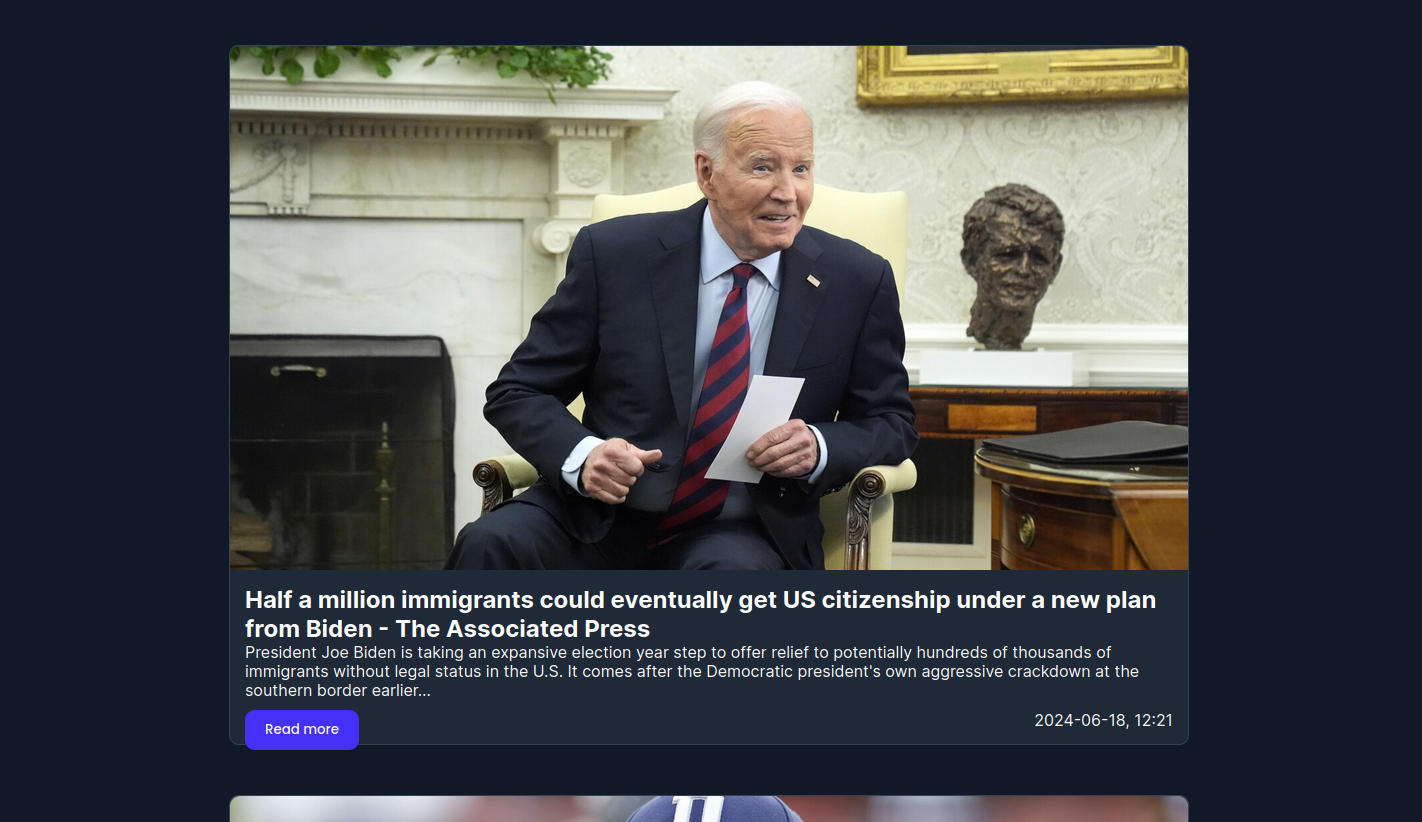 Half a million immigrants could eventually get US citizenship under a new plan
from Biden - The Associated Press
President Joe Biden is taking an expansive election year step to offer relief to potentially hundreds of thousands of
immigrants without legal status in the U.S. It comes after the Democratic president's own aggressive crackdown at the
southern border earlier…
Read more
2024-06-18, 12:21